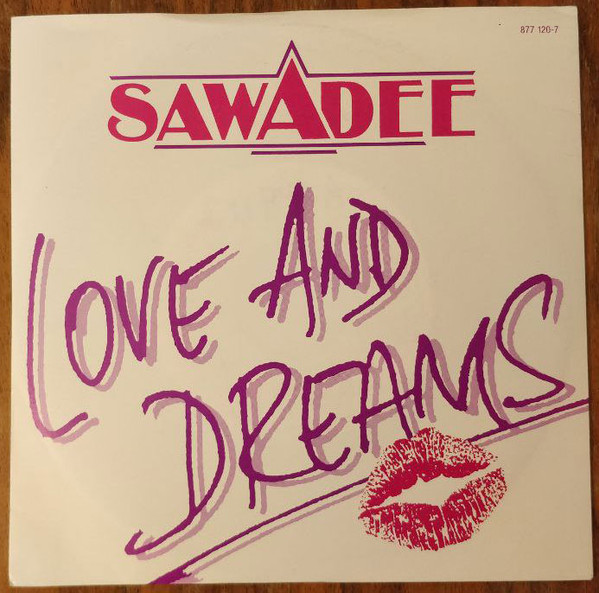 877 120-7
SAWADEE
LOVE AND
DREAMS